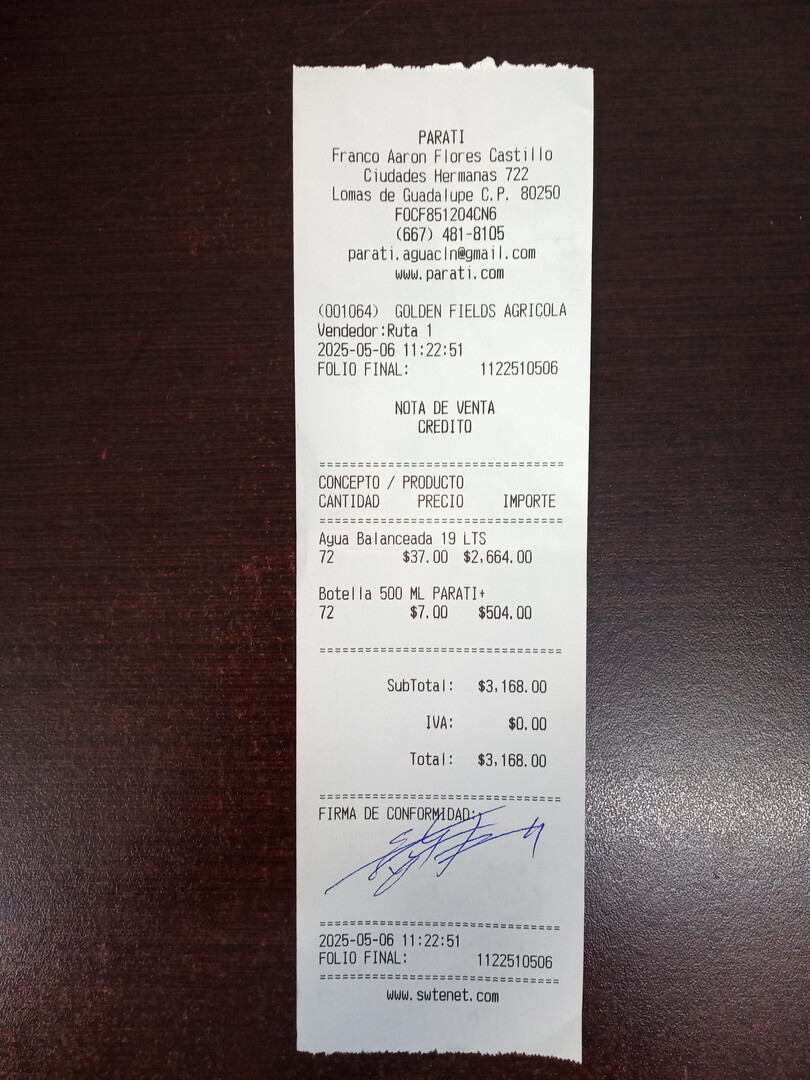 PARATI
Franco Aaron Flores Castillo
Ciudades Hermanas 722
Lomas de Guadalupe C.P. 80250
FOCF851204CN6
(667) 481-8105
parati.aguacln@gmail.com
www.parati.com
(001064) GOLDEN FIELDS AGRICOLA
Vendedor:Ruta 1
2025-05-06 11:22:51
FOLIO FINAL: 1122510506
NOTA DE VENTA
CREDITO
================================
CONCEPTO / PRODUCTO
CANTIDAD PRECIO IMPORTE
================================
Agua Balanceada 19 LTS
72 $37.00 $2,664.00
Botella 500 ML PARATI+
72 $7.00 $504.00
================================
SubTotal: $3,168.00
IVA: $0.00
Total: $3,168.00
================================
FIRMA DE CONFORMIDAD:
================================
2025-05-06 11:22:51
FOLIO FINAL: 1122510506
================================
www.swtenet.com